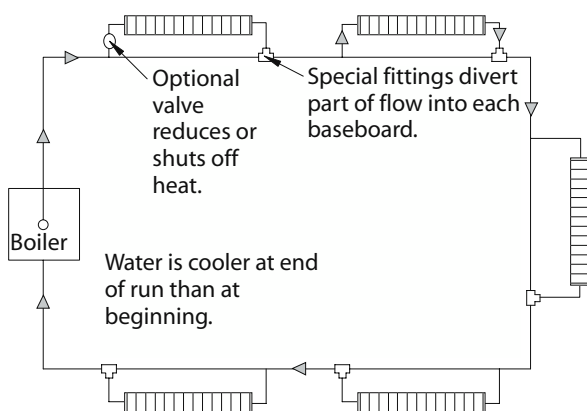 Optional
valve
reduces or
shuts off
heat.
Special fittings divert
part of flow into each
baseboard.
Boiler
Water is cooler at end
of run than at
beginning.